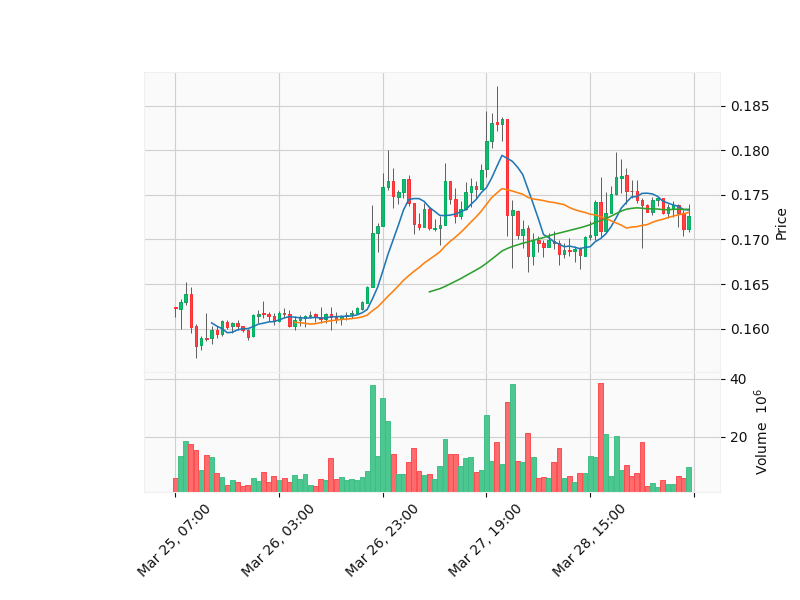 0.185
0.180
0.175
0.170
0.165
0.160
Price
40
20
Volume 10^6
Mar 25, 07:00
Mar 26, 03:00
Mar 26, 23:00
Mar 27, 19:00
Mar 28, 15:00